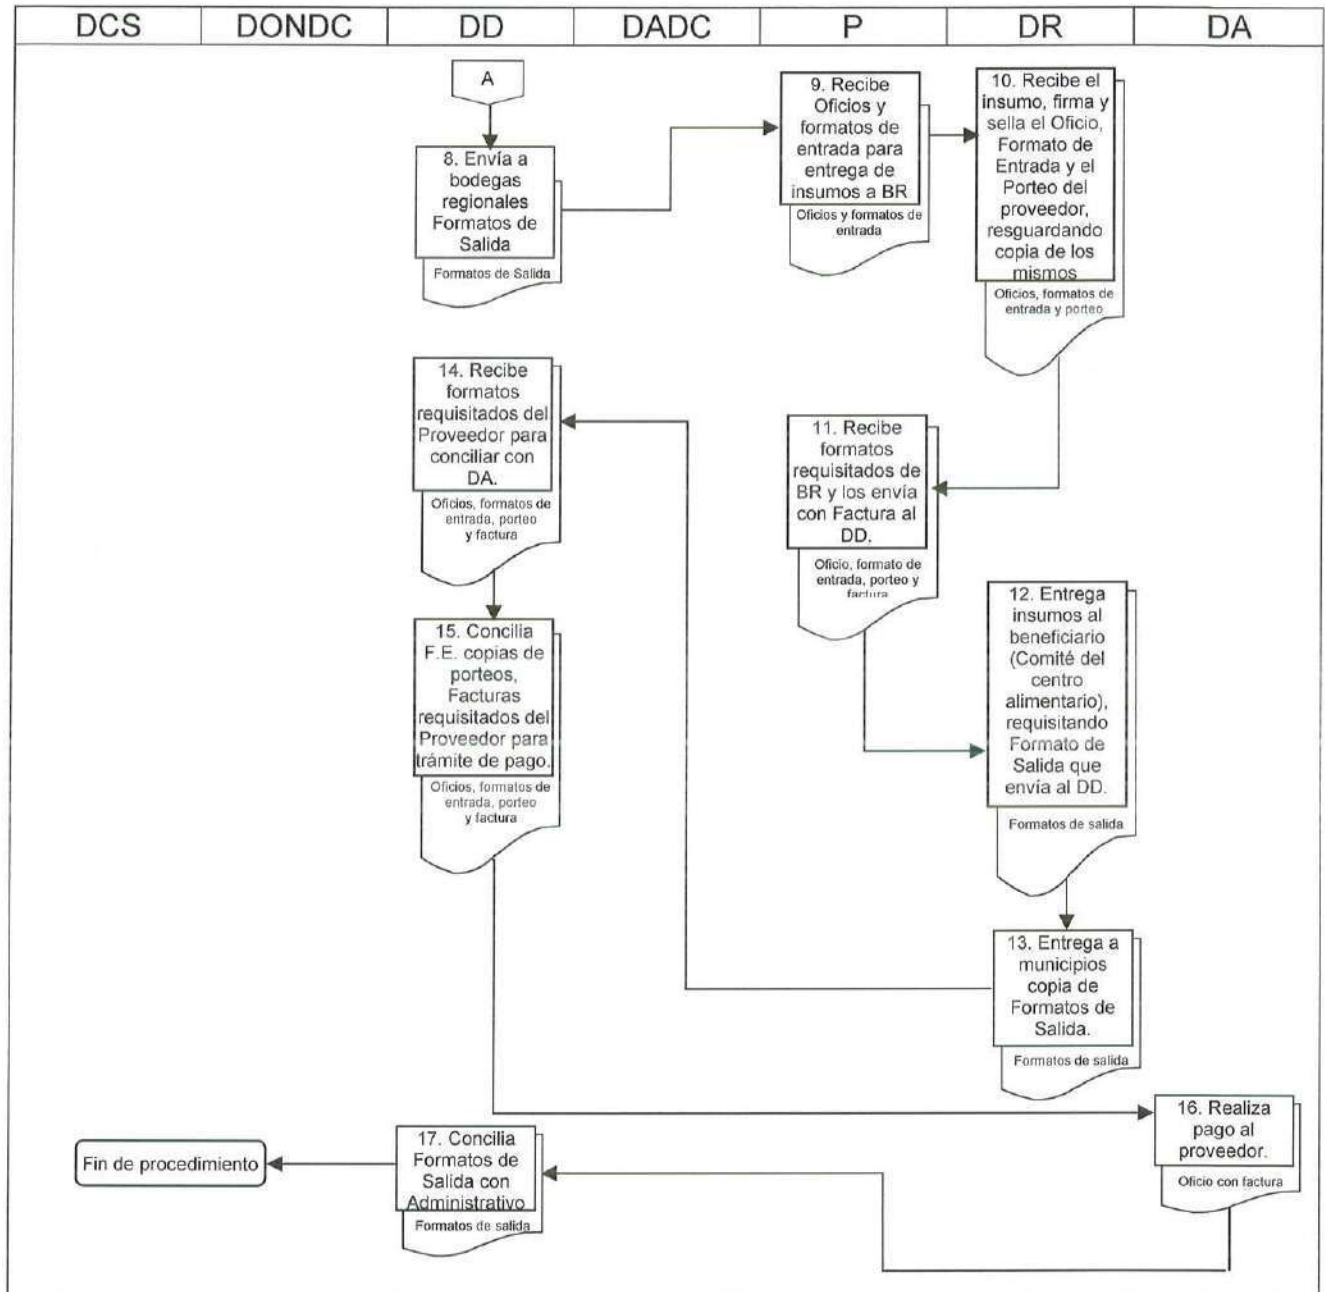 DCS DONDC DD DADC P DR DA
A
8. Envía a
bodegas
regionales
Formatos de
Salida
Formatos de Salida
9. Recibe
Oficios y
formatos de
entrada para
entrega de
insumos a BR
Oficios y formatos de
entrada
10. Recibe el
insumo, firma y
sella el Oficio,
Formato de
Entrada y el
Porteo del
proveedor,
resguardando
copia de los
mismos
Oficios, formatos de
entrada y porteo
11. Recibe
formatos
requisitados de
BR y los envía
con Factura al
DD.
Oficio, formato de
entrada, porteo y
factura
12. Entrega
insumos al
beneficiario
(Comité del
centro
alimentario),
requisitando
Formato de
Salida que
envía al DD.
Formatos de salida
13. Entrega a
municipios
copia de
Formatos de
Salida.
Formatos de salida
14. Recibe
formatos
requisitados del
Proveedor para
conciliar con
DA.
Oficios, formatos de
entrada, porteo
y factura
15. Concilia
F.E. copias de
porteos,
Facturas
requisitados del
Proveedor para
trámite de pago.
Oficios, formatos de
entrada, porteo
y factura
16. Realiza
pago al
proveedor.
Oficio con factura
17. Concilia
Formatos de
Salida con
Administrativo
Formatos de salida
Fin de procedimiento